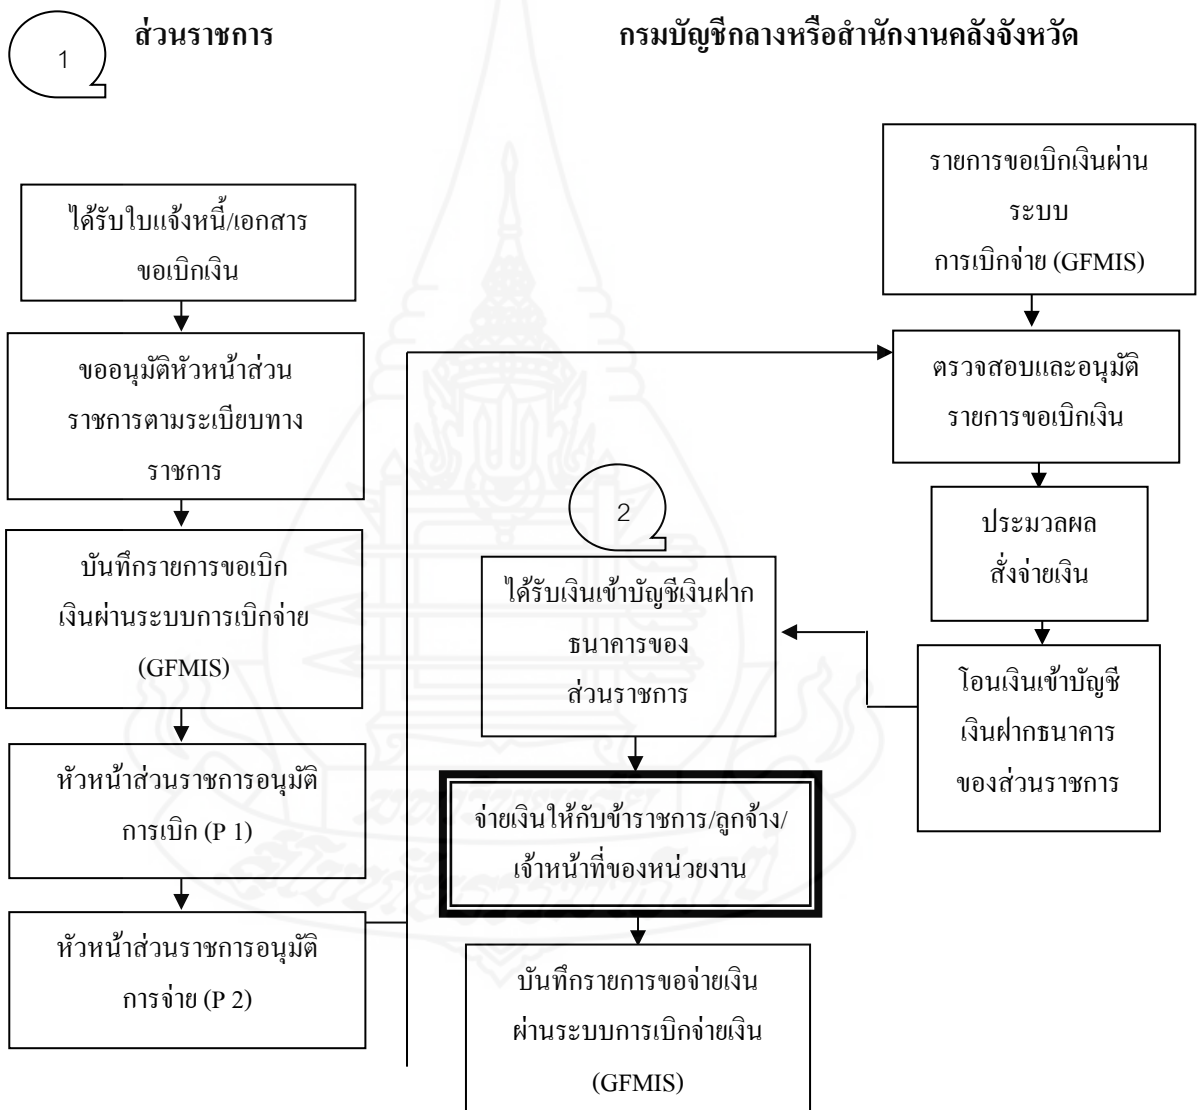 1
ส่วนราชการ
กรมบัญชีกลางหรือสำนักงานคลังจังหวัด
ได้รับใบแจ้งหนี้/เอกสาร
ขอเบิกเงิน
ขออนุมัติหัวหน้าส่วน
ราชการตามระเบียบทาง
ราชการ
บันทึกรายการขอเบิก
เงินผ่านระบบการเบิกจ่าย
(GFMIS)
หัวหน้าส่วนราชการอนุมัติ
การเบิก (P 1)
หัวหน้าส่วนราชการอนุมัติ
การจ่าย (P 2)
รายการขอเบิกเงินผ่าน
ระบบ
การเบิกจ่าย (GFMIS)
ตรวจสอบและอนุมัติ
รายการขอเบิกเงิน
ประมวลผล
สั่งจ่ายเงิน
โอนเงินเข้าบัญชี
เงินฝากธนาคาร
ของส่วนราชการ
2
ได้รับเงินเข้าบัญชีเงินฝาก
ธนาคารของ
ส่วนราชการ
จ่ายเงินให้กับข้าราชการ/ลูกจ้าง/
เจ้าหน้าที่ของหน่วยงาน
บันทึกรายการขอจ่ายเงิน
ผ่านระบบการเบิกจ่ายเงิน
(GFMIS)